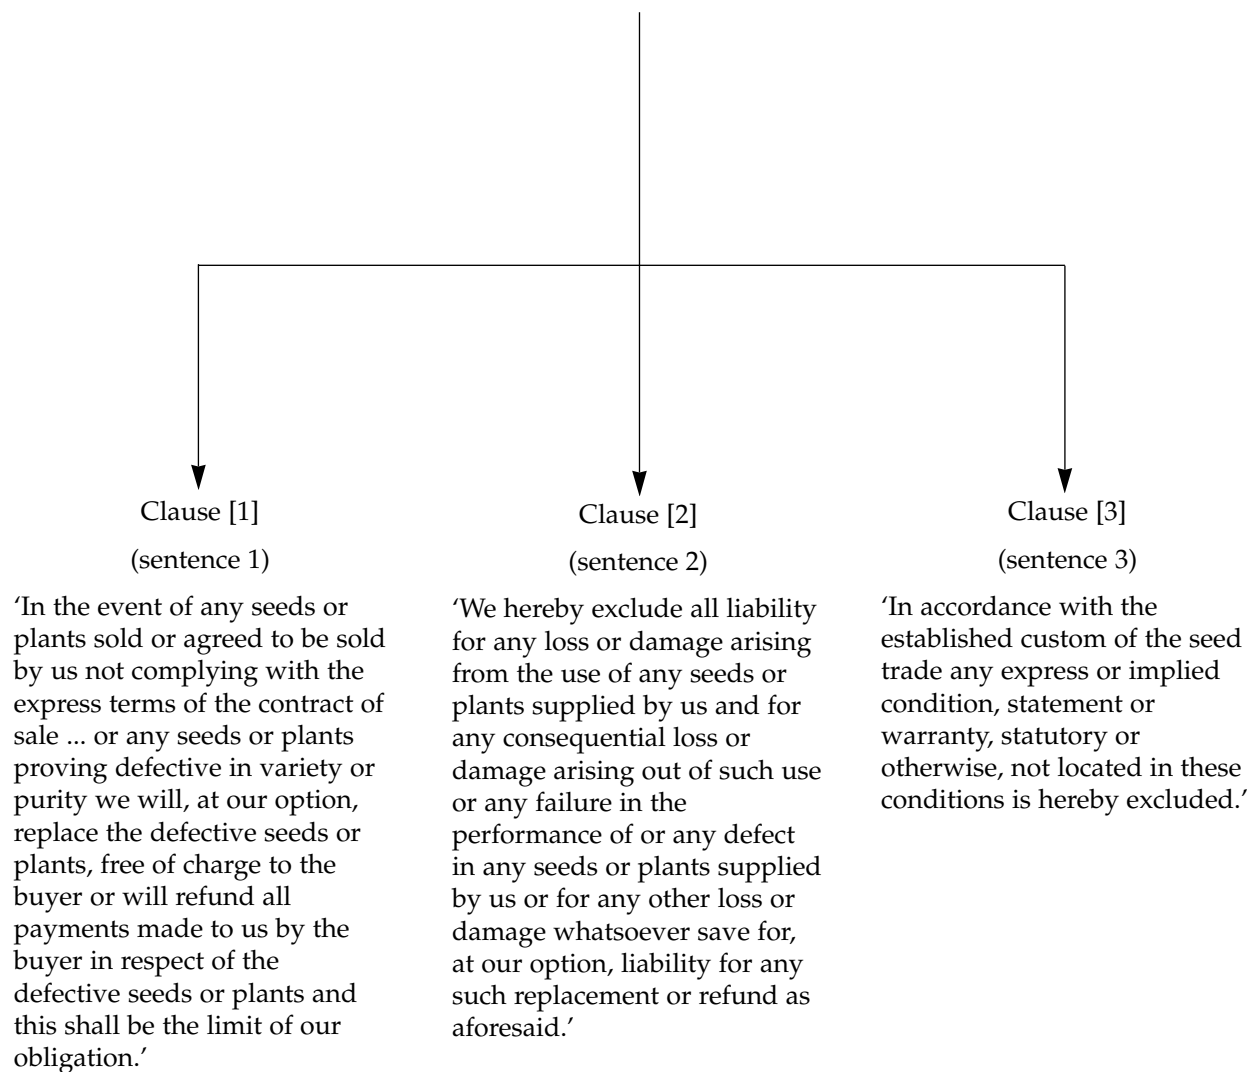 Clause [1]
(sentence 1)
‘In the event of any seeds or
plants sold or agreed to be sold
by us not complying with the
express terms of the contract of
sale ... or any seeds or plants
proving defective in variety or
purity we will, at our option,
replace the defective seeds or
plants, free of charge to the
buyer or will refund all
payments made to us by the
buyer in respect of the
defective seeds or plants and
this shall be the limit of our
obligation.’
Clause [2]
(sentence 2)
‘We hereby exclude all liability
for any loss or damage arising
from the use of any seeds or
plants supplied by us and for
any consequential loss or
damage arising out of such use
or any failure in the
performance of or any defect
in any seeds or plants supplied
by us or for any other loss or
damage whatsoever save for,
at our option, liability for any
such replacement or refund as
aforesaid.’
Clause [3]
(sentence 3)
‘In accordance with the
established custom of the seed
trade any express or implied
condition, statement or
warranty, statutory or
otherwise, not located in these
conditions is hereby excluded.’